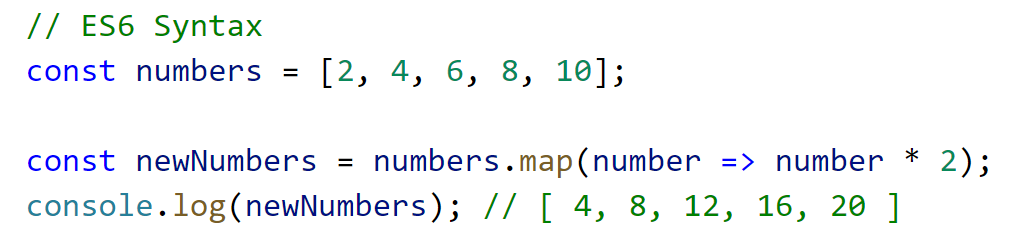 // ES6 Syntax
const numbers = [2, 4, 6, 8, 10];
const newNumbers = numbers.map(number => number * 2);
console.log(newNumbers); // [ 4, 8, 12, 16, 20 ]